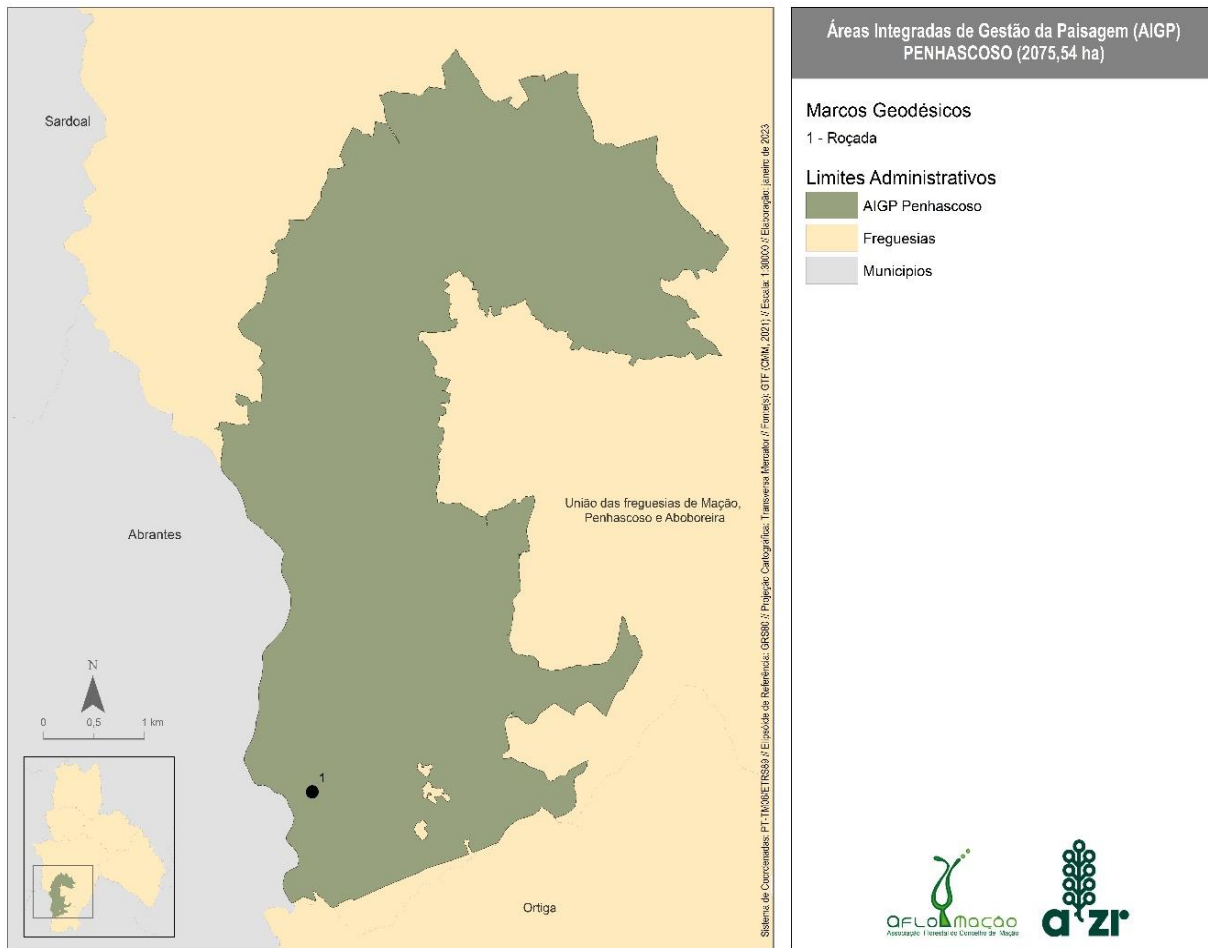 Áreas Integradas de Gestão da Paisagem (AIGP)
PENHASCOSO (2075,54 ha)
Marcos Geodésicos
1 - Roçada
Limites Administrativos
AIGP Penhascoso
Freguesias
Municípios
Sardoal
Abrantes
União das freguesias de Mação,
Penhascoso e Aboboreira
Ortiga
1
N
0 0,5 1 km
Sistema de Coordenadas: PT-TM06/ETRS89 // Elipsóide de Referência: GRS80 // Projeção Cartográfica: Transversa Mercator // Fonte(s): GTF (CMM, 2021) // Escala: 1:30000 // Elaboração: janeiro de 2023
aflomação
Associação Florestal do Concelho de Mação
aizr